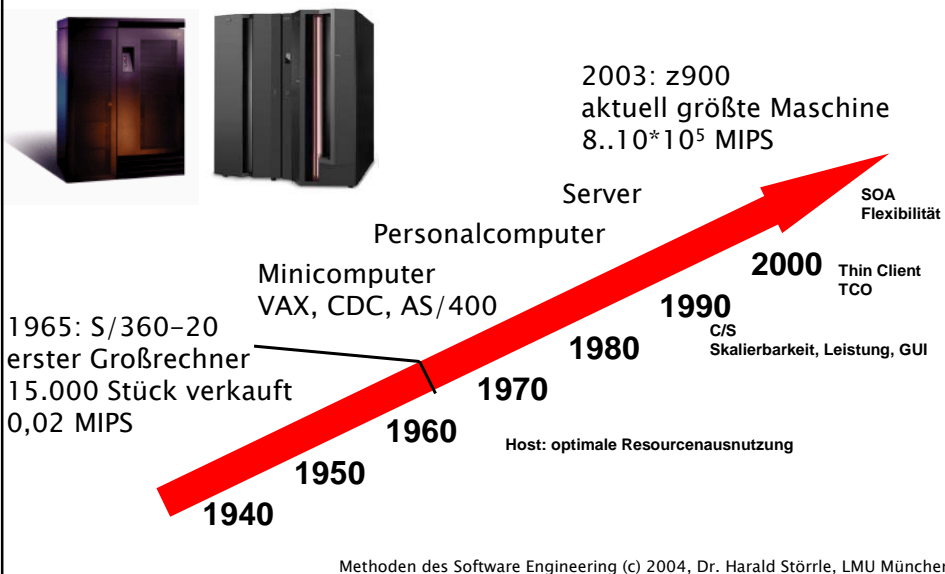 2003: z900
aktuell größte Maschine
8..10*10⁵ MIPS
Server
SOA
Flexibilität
Personalcomputer
2000
Thin Client
TCO
Minicomputer
VAX, CDC, AS/400
1990
C/S
Skalierbarkeit, Leistung, GUI
1965: S/360-20
erster Großrechner
15.000 Stück verkauft
0,02 MIPS
1980
1970
1960
Host: optimale Resourcenausnutzung
1950
1940
Methoden des Software Engineering (c) 2004, Dr. Harald Störrle, LMU Müncher